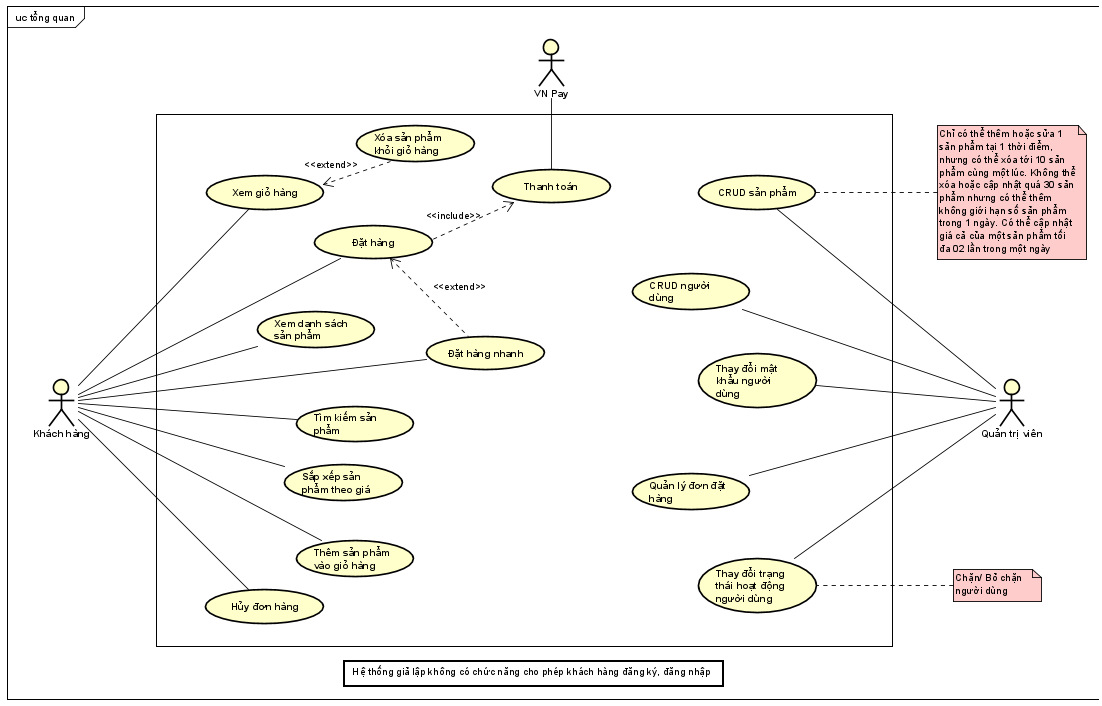 uc tổng quan
VN Pay
Xóa sản phẩm
khỏi giỏ hàng
<<extend>>
Xem giỏ hàng
Thanh toán
CRUD sản phẩm
Chỉ có thể thêm hoặc sửa 1
sản phẩm tại 1 thời điểm,
nhưng có thể xóa tới 10 sản
phẩm cùng một lúc. Không thể
xóa hoặc cập nhật quá 30 sản
phẩm nhưng có thể thêm
không giới hạn số sản phẩm
trong 1 ngày. Có thể cập nhật
giá cả của một sản phẩm tối
đa 02 lần trong một ngày
<<include>>
Đặt hàng
<<extend>>
CRUD người
dùng
Xem danh sách
sản phẩm
Đặt hàng nhanh
Thay đổi mật
khẩu người
dùng
Khách hàng
Tìm kiếm sản
phẩm
Quản trị viên
Sắp xếp sản
phẩm theo giá
Quản lý đơn đặt
hàng
Thêm sản phẩm
vào giỏ hàng
Thay đổi trạng
thái hoạt động
người dùng
Chặn/ Bỏ chặn
người dùng
Hủy đơn hàng
Hệ thống giả lập không có chức năng cho phép khách hàng đăng ký, đăng nhập